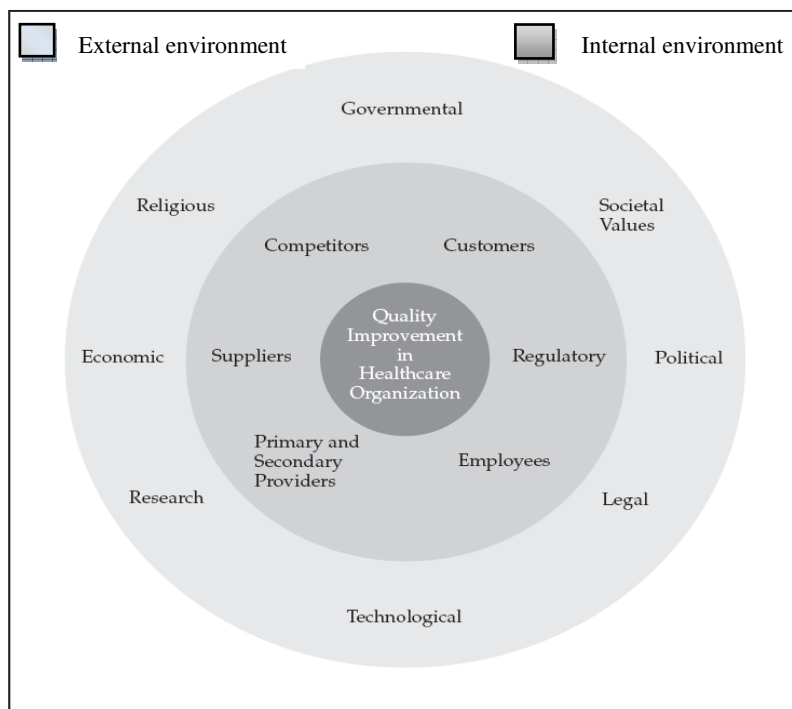 External environment
Internal environment
Governmental
Religious
Societal
Values
Competitors
Customers
Quality
Improvement
in
Healthcare
Organization
Economic
Suppliers
Regulatory
Political
Primary and
Secondary
Providers
Employees
Research
Legal
Technological